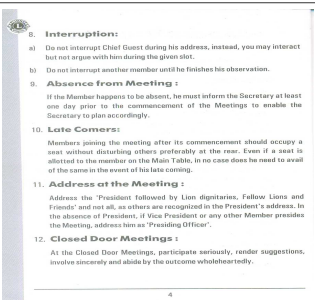 8. Interruption:
a) Do not interrupt Chief Guest during his address, instead, you may interact
but not argue with him during the given slot.
b) Do not interrupt another member until he finishes his observation.
9. Absence from Meeting :
If the Member happens to be absent, he must inform the Secretary at least
one day prior to the commencement of the Meetings to enable the
Secretary to plan accordingly.
10. Late Comers:
Members joining the meeting after its commencement should occupy a
seat without disturbing others preferably at the rear. Even if a seat is
allotted to the member on the Main Table, in no case does he need to avail
of the same in the event of his late coming.
11. Address at the Meeting :
Address the 'President followed by Lion dignitaries, Fellow Lions and
Friends' and not all, as others are recognized in the President's address. In
the absence of President, if Vice President or any other Member presides
the Meeting, address him as 'Presiding Officer'.
12. Closed Door Meetings :
At the Closed Door Meetings, participate seriously, render suggestions,
involve sincerely and abide by the outcome wholeheartedly.
4